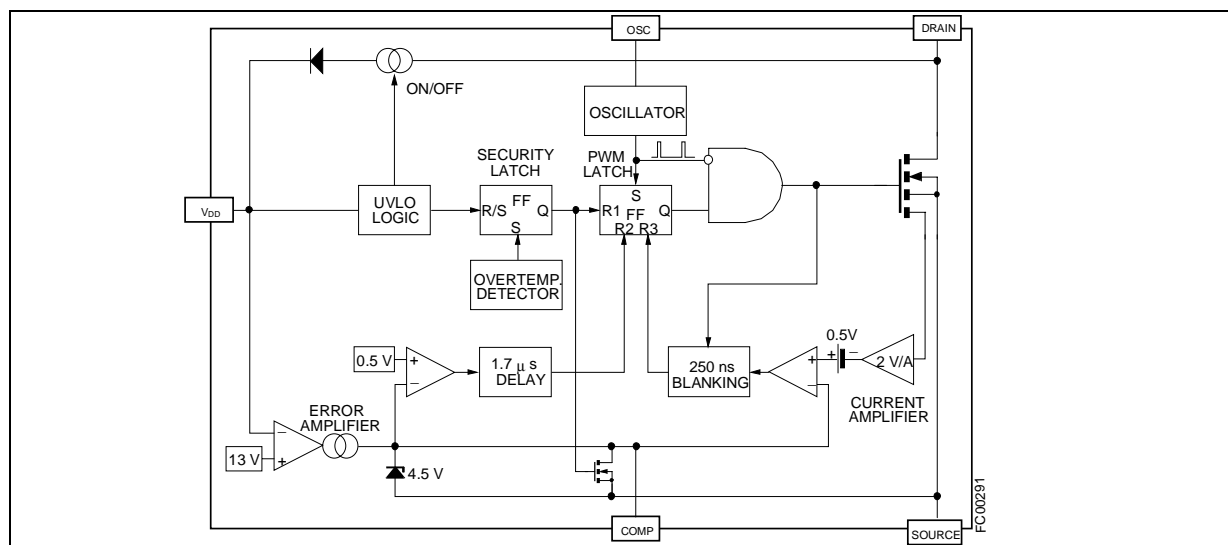 OSC
DRAIN
ON/OFF
OSCILLATOR
SECURITY
LATCH
PWM
LATCH
VDD
UVLO
LOGIC
R/S
FF
S
Q
R1
S
FF
R2 R3
Q
OVERTEMP.
DETECTOR
0.5 V
+
−
1.7 μ s
DELAY
250 ns
BLANKING
+
−
0.5V
+ −
2 V/A
CURRENT
AMPLIFIER
ERROR
AMPLIFIER
13 V
−
+
4.5 V
COMP
SOURCE
FC00291